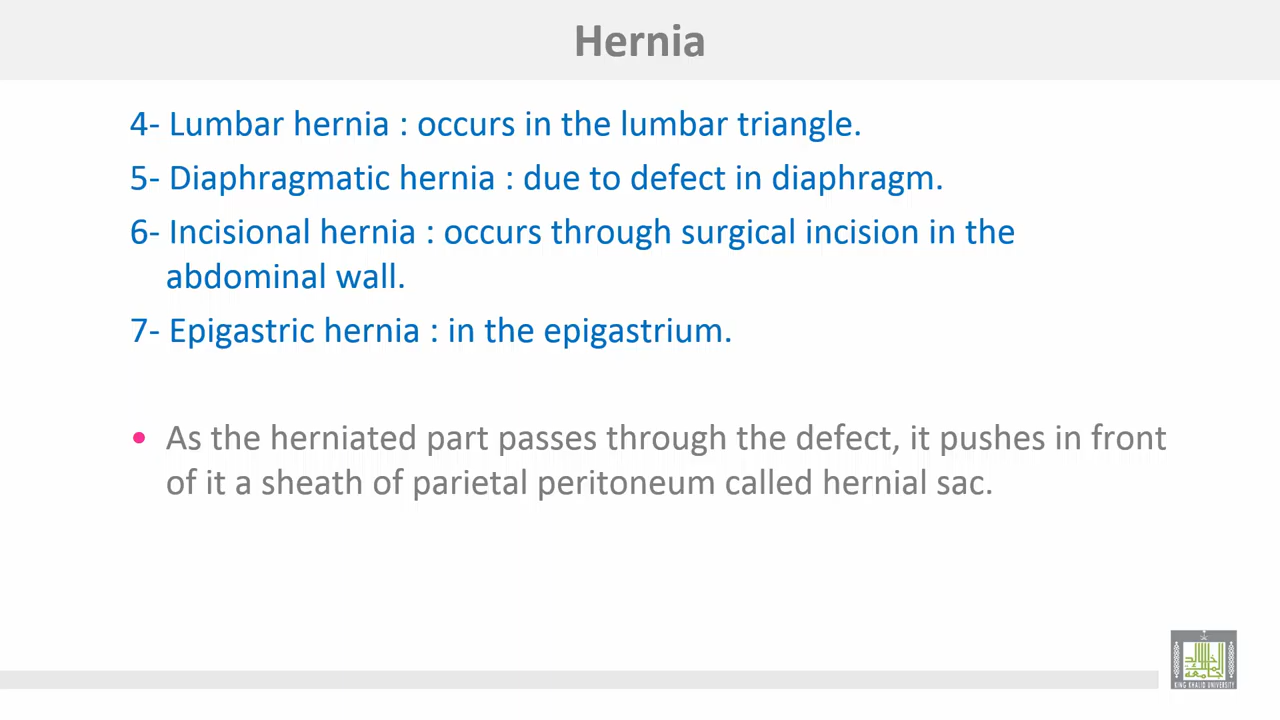 Hernia
4- Lumbar hernia : occurs in the lumbar triangle.
5- Diaphragmatic hernia : due to defect in diaphragm.
6- Incisional hernia : occurs through surgical incision in the
abdominal wall.
7- Epigastric hernia : in the epigastrium.
• As the herniated part passes through the defect, it pushes in front
of it a sheath of parietal peritoneum called hernial sac.
KING KHALID UNIVERSITY